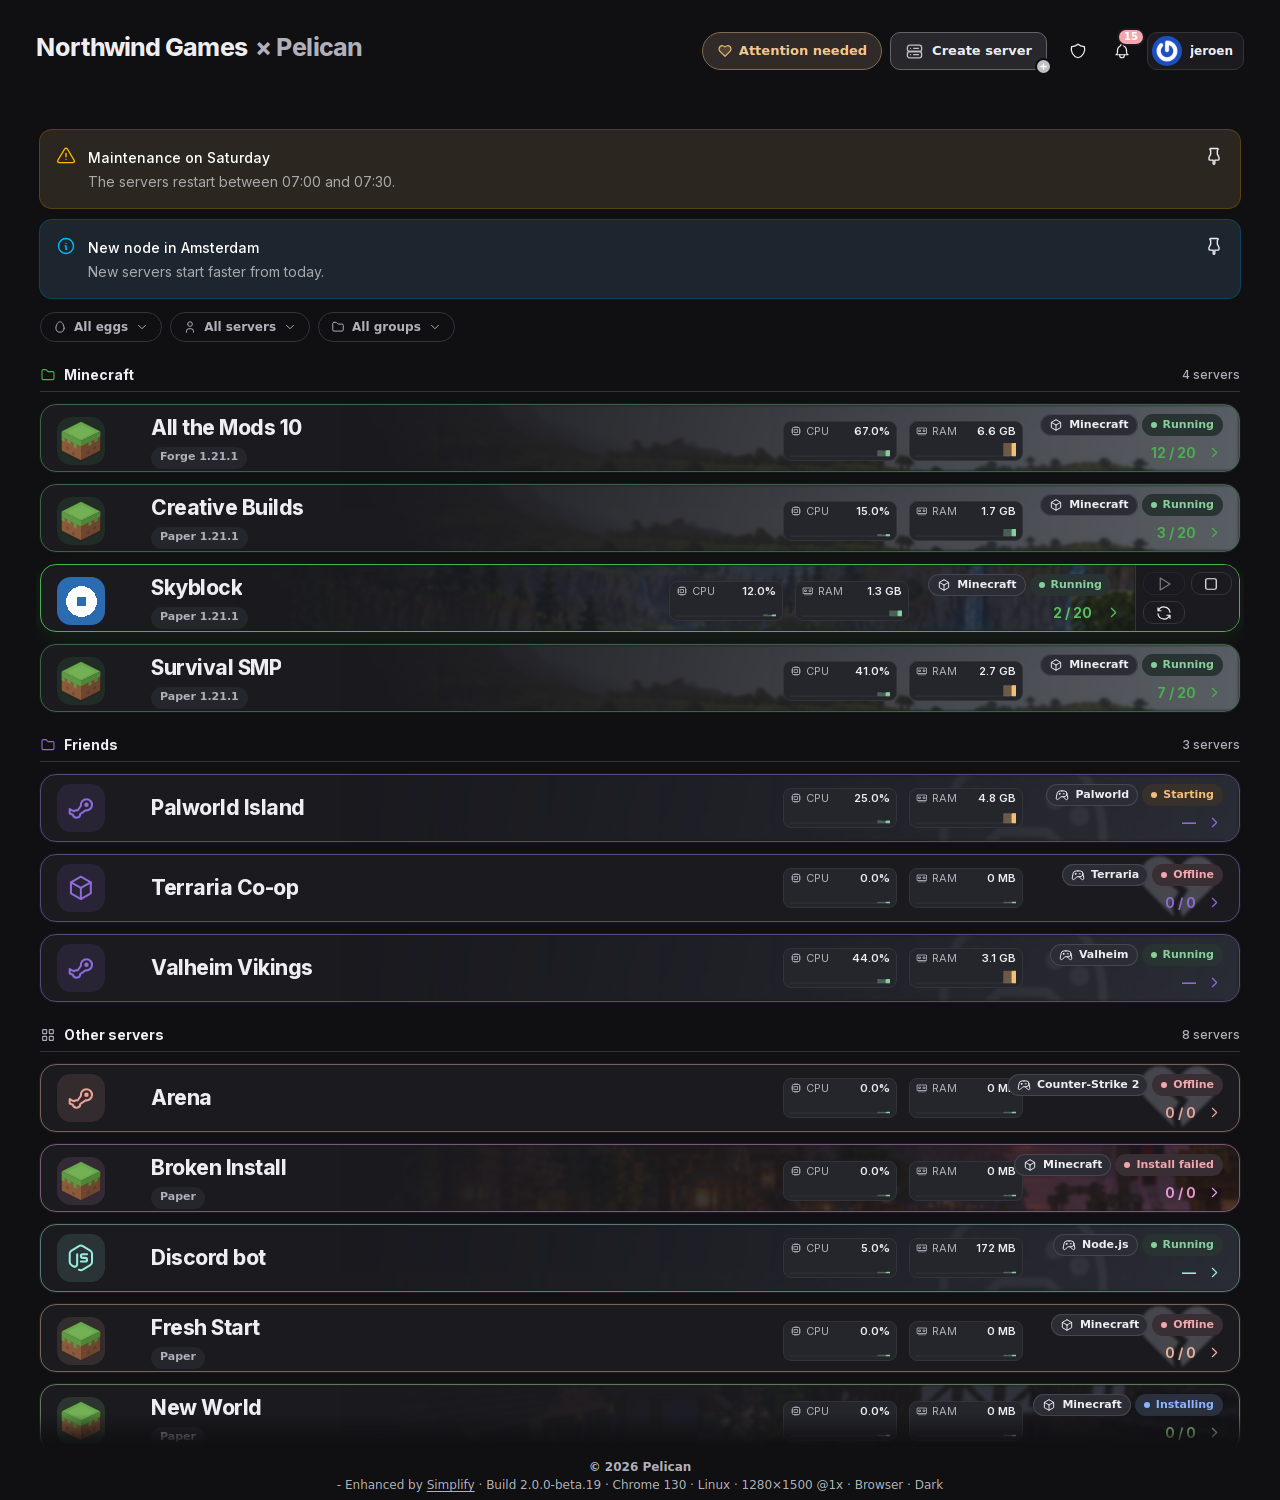 Northwind Games × Pelican
Attention needed
Create server
15
jeroen
Maintenance on Saturday
The servers restart between 07:00 and 07:30.
New node in Amsterdam
New servers start faster from today.
All eggs
All servers
All groups
Minecraft
4 servers
All the Mods 10
Forge 1.21.1
CPU 67.0%
RAM 6.6 GB
Minecraft
Running
12 / 20
Creative Builds
Paper 1.21.1
CPU 15.0%
RAM 1.7 GB
Minecraft
Running
3 / 20
Skyblock
Paper 1.21.1
CPU 12.0%
RAM 1.3 GB
Minecraft
Running
2 / 20
Survival SMP
Paper 1.21.1
CPU 41.0%
RAM 2.7 GB
Minecraft
Running
7 / 20
Friends
3 servers
Palworld Island
CPU 25.0%
RAM 4.8 GB
Palworld
Starting
—
Terraria Co-op
CPU 0.0%
RAM 0 MB
Terraria
Offline
0 / 0
Valheim Vikings
CPU 44.0%
RAM 3.1 GB
Valheim
Running
—
Other servers
8 servers
Arena
CPU 0.0%
RAM 0 M
Counter-Strike 2
Offline
0 / 0
Broken Install
Paper
CPU 0.0%
RAM 0 MB
Minecraft
Install failed
0 / 0
Discord bot
CPU 5.0%
RAM 172 MB
Node.js
Running
—
Fresh Start
Paper
CPU 0.0%
RAM 0 MB
Minecraft
Offline
0 / 0
New World
Paper
CPU 0.0%
RAM 0 MB
Minecraft
Installing
0 / 0
© 2026 Pelican
- Enhanced by Simplify · Build 2.0.0-beta.19 · Chrome 130 · Linux · 1280×1500 @1x · Browser · Dark